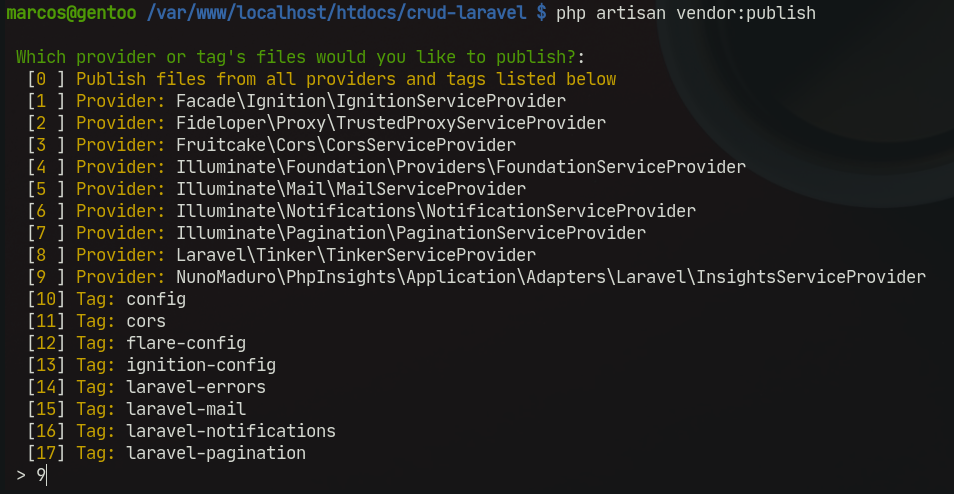 marcos@gentoo /var/www/localhost/htdocs/crud-laravel $ php artisan vendor:publish
Which provider or tag's files would you like to publish?:
[0 ] Publish files from all providers and tags listed below
[1 ] Provider: Facade\Ignition\IgnitionServiceProvider
[2 ] Provider: Fideloper\Proxy\TrustedProxyServiceProvider
[3 ] Provider: Fruitcake\Cors\CorsServiceProvider
[4 ] Provider: Illuminate\Foundation\Providers\FoundationServiceProvider
[5 ] Provider: Illuminate\Mail\MailServiceProvider
[6 ] Provider: Illuminate\Notifications\NotificationServiceProvider
[7 ] Provider: Illuminate\Pagination\PaginationServiceProvider
[8 ] Provider: Laravel\Tinker\TinkerServiceProvider
[9 ] Provider: NunoMaduro\PhpInsights\Application\Adapters\Laravel\InsightsServiceProvider
[10] Tag: config
[11] Tag: cors
[12] Tag: flare-config
[13] Tag: ignition-config
[14] Tag: laravel-errors
[15] Tag: laravel-mail
[16] Tag: laravel-notifications
[17] Tag: laravel-pagination
> 9